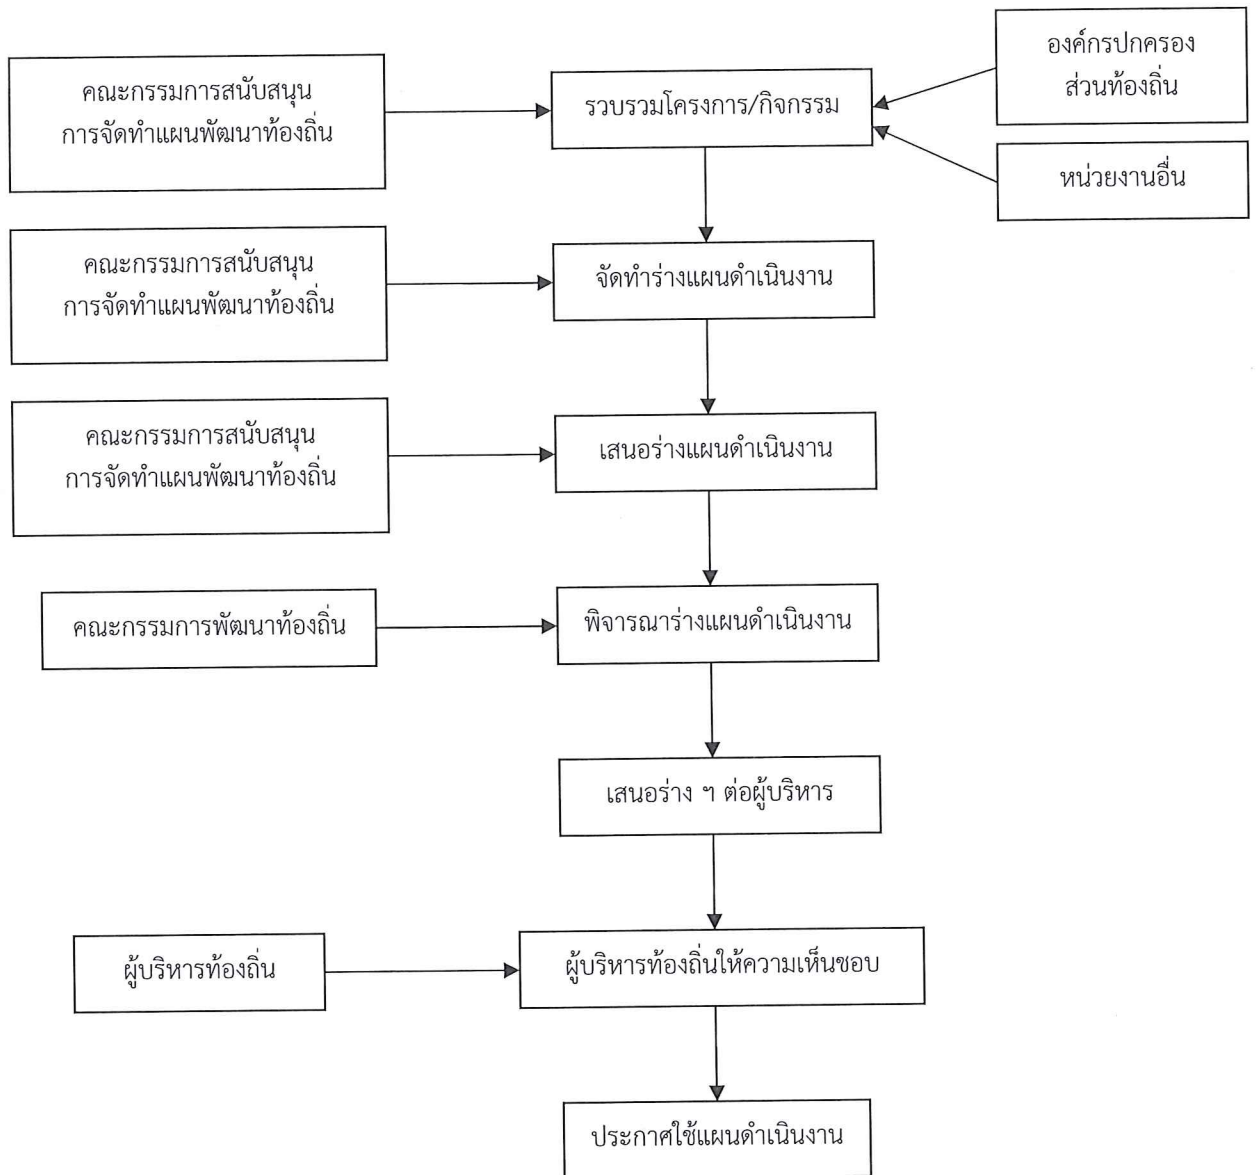 องค์กรปกครอง
ส่วนท้องถิ่น
คณะกรรมการสนับสนุน
การจัดทำแผนพัฒนาท้องถิ่น
รวบรวมโครงการ/กิจกรรม
หน่วยงานอื่น
คณะกรรมการสนับสนุน
การจัดทำแผนพัฒนาท้องถิ่น
จัดทำร่างแผนดำเนินงาน
คณะกรรมการสนับสนุน
การจัดทำแผนพัฒนาท้องถิ่น
เสนอร่างแผนดำเนินงาน
คณะกรรมการพัฒนาท้องถิ่น
พิจารณาร่างแผนดำเนินงาน
เสนอร่าง ฯ ต่อผู้บริหาร
ผู้บริหารท้องถิ่น
ผู้บริหารท้องถิ่นให้ความเห็นชอบ
ประกาศใช้แผนดำเนินงาน